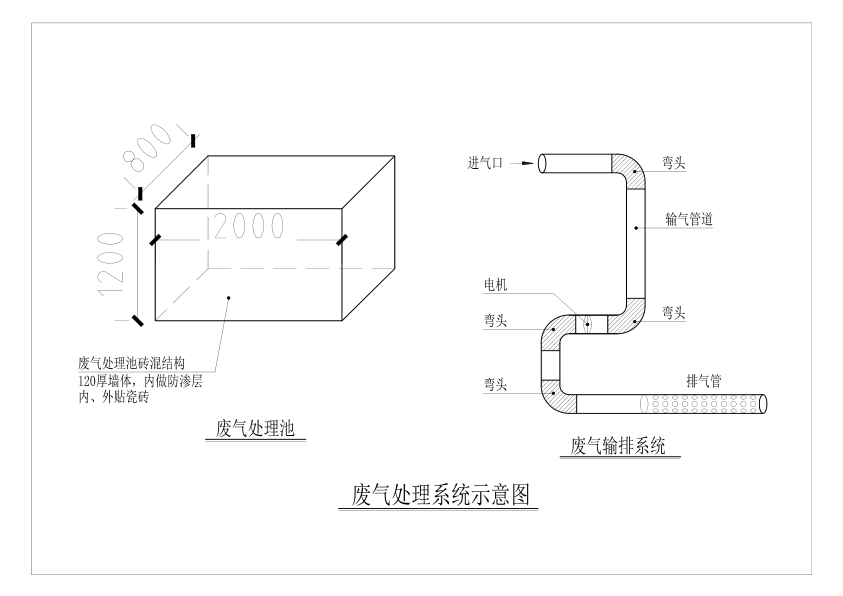 800
1200
2000
废气处理池砖混结构
120厚墙体，内做防渗层
内、外贴瓷砖
废气处理池
进气口
弯头
输气管道
电机
弯头
弯头
弯头
排气管
废气输排系统
废气处理系统示意图